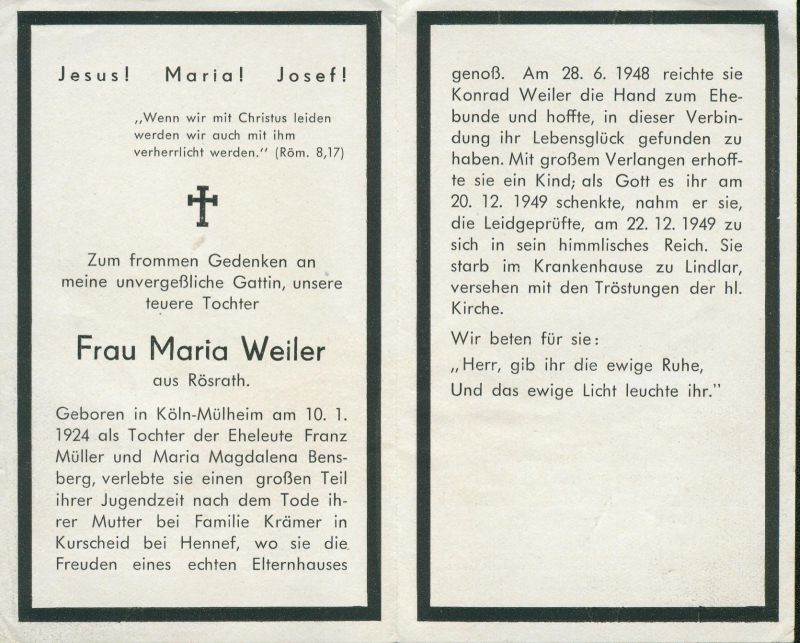 Jesus! Maria! Josef!
„Wenn wir mit Christus leiden
werden wir auch mit ihm
verherrlicht werden." (Röm. 8,17)
Zum frommen Gedenken an
meine unvergeßliche Gattin, unsere
teuere Tochter
Frau Maria Weiler
aus Rösrath.
Geboren in Köln-Mülheim am 10. 1.
1924 als Tochter der Eheleute Franz
Müller und Maria Magdalena Bens-
berg, verlebte sie einen großen Teil
ihrer Jugendzeit nach dem Tode ih-
rer Mutter bei Familie Krämer in
Kurscheid bei Hennef, wo sie die
Freuden eines echten Elternhauses
genoß. Am 28. 6. 1948 reichte sie
Konrad Weiler die Hand zum Ehe-
bunde und hoffte, in dieser Verbin-
dung ihr Lebensglück gefunden zu
haben. Mit großem Verlangen erhoff-
te sie ein Kind; als Gott es ihr am
20. 12. 1949 schenkte, nahm er sie,
die Leidgeprüfte, am 22. 12. 1949 zu
sich in sein himmlisches Reich. Sie
starb im Krankenhause zu Lindlar,
versehen mit den Tröstungen der hl.
Kirche.
Wir beten für sie:
„Herr, gib ihr die ewige Ruhe,
Und das ewige Licht leuchte ihr."